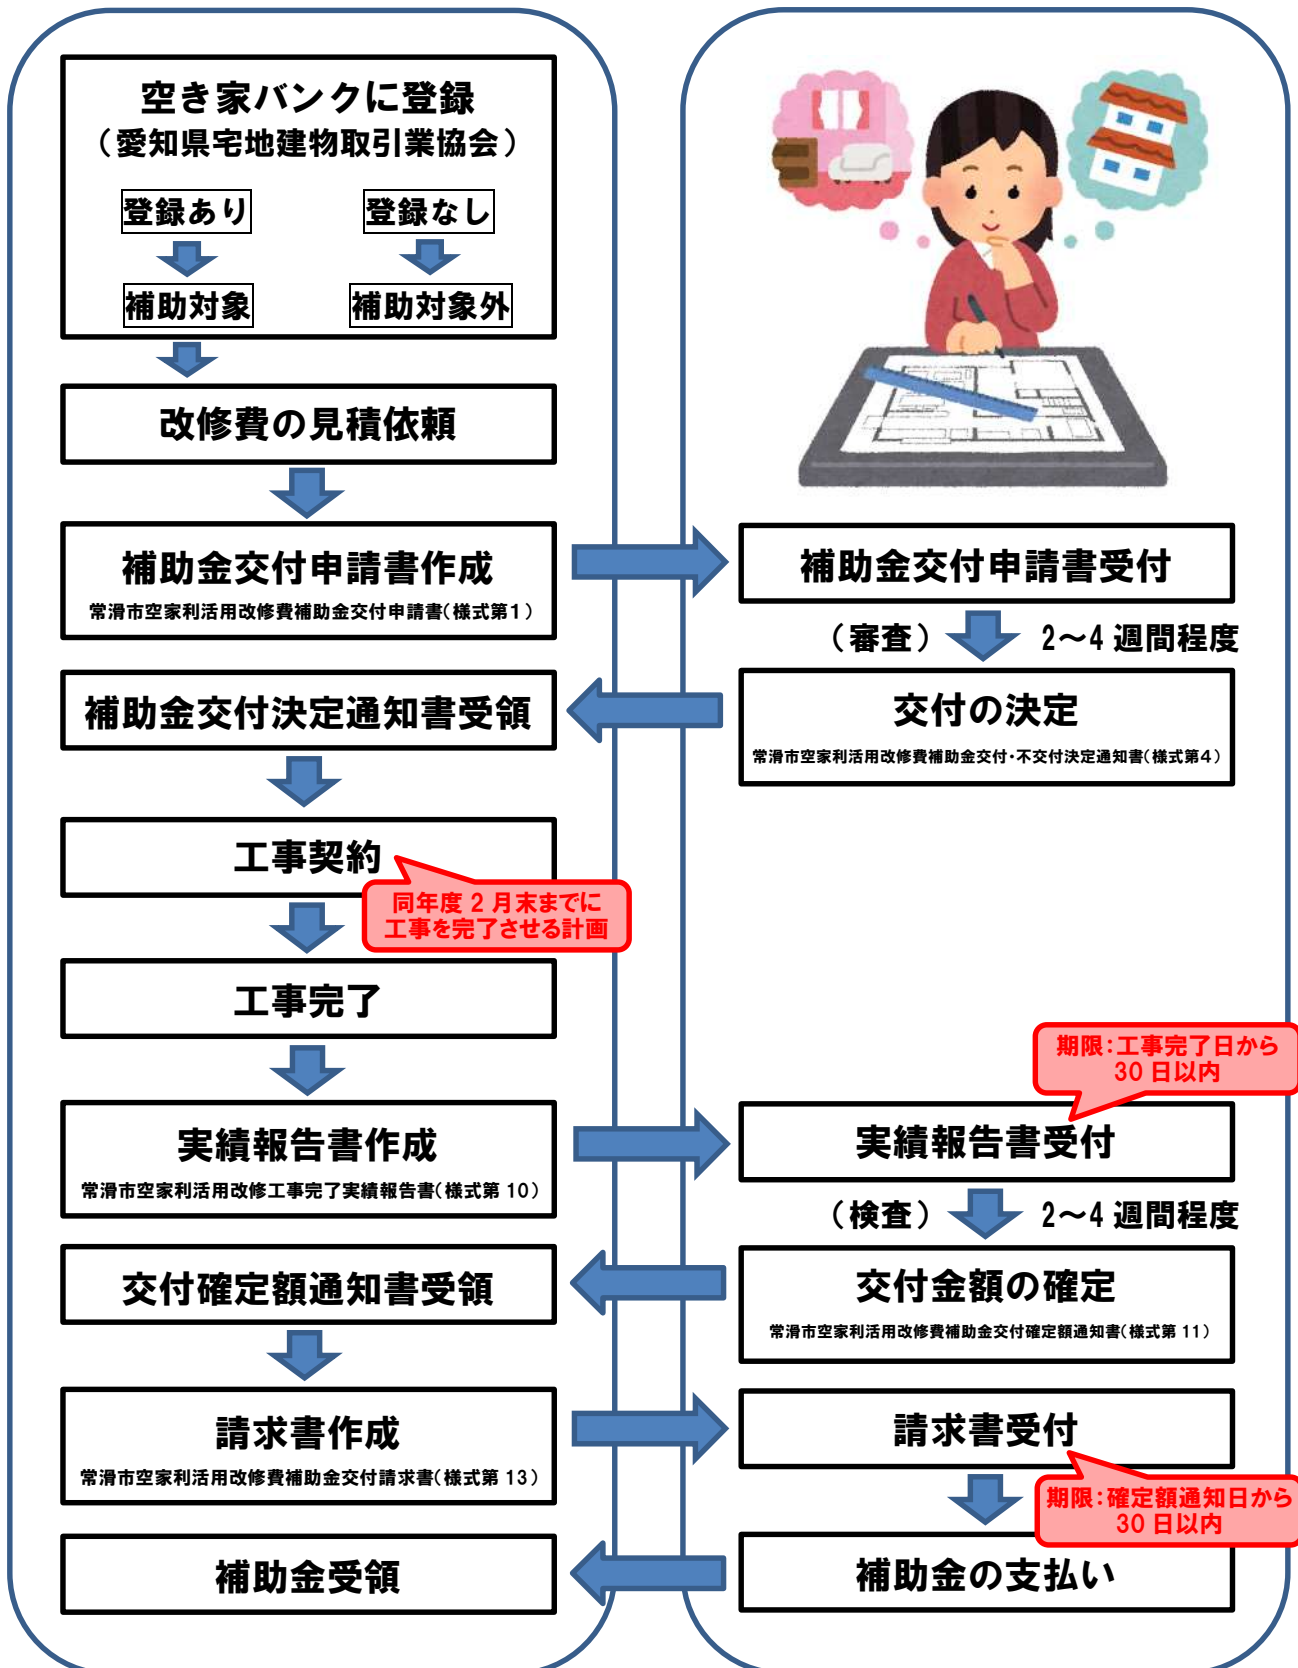 空き家バンクに登録
（愛知県宅地建物取引業協会）
登録あり
登録なし
補助対象
補助対象外
改修費の見積依頼
補助金交付申請書作成
常滑市空家利活用改修費補助金交付申請書（様式第１）
補助金交付申請書受付
（審査）
2～4 週間程度
交付の決定
常滑市空家利活用改修費補助金交付・不交付決定通知書（様式第４）
補助金交付決定通知書受領
工事契約
同年度 2 月末までに
工事を完了させる計画
工事完了
実績報告書作成
常滑市空家利活用改修工事完了実績報告書（様式第 10）
期限：工事完了日から
30 日以内
実績報告書受付
（検査）
2～4 週間程度
交付金額の確定
常滑市空家利活用改修費補助金交付確定額通知書（様式第 11）
交付確定額通知書受領
請求書作成
常滑市空家利活用改修費補助金交付請求書（様式第 13）
請求書受付
期限：確定額通知日から
30 日以内
補助金の支払い
補助金受領